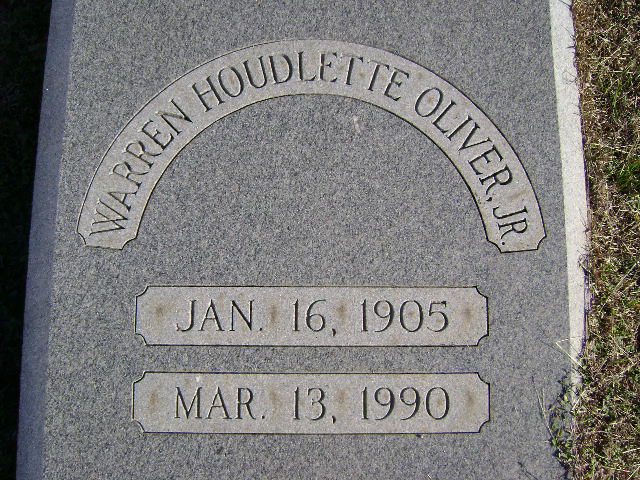 WARREN HOUDLETTE OLIVER, JR.
JAN. 16, 1905
MAR. 13, 1990